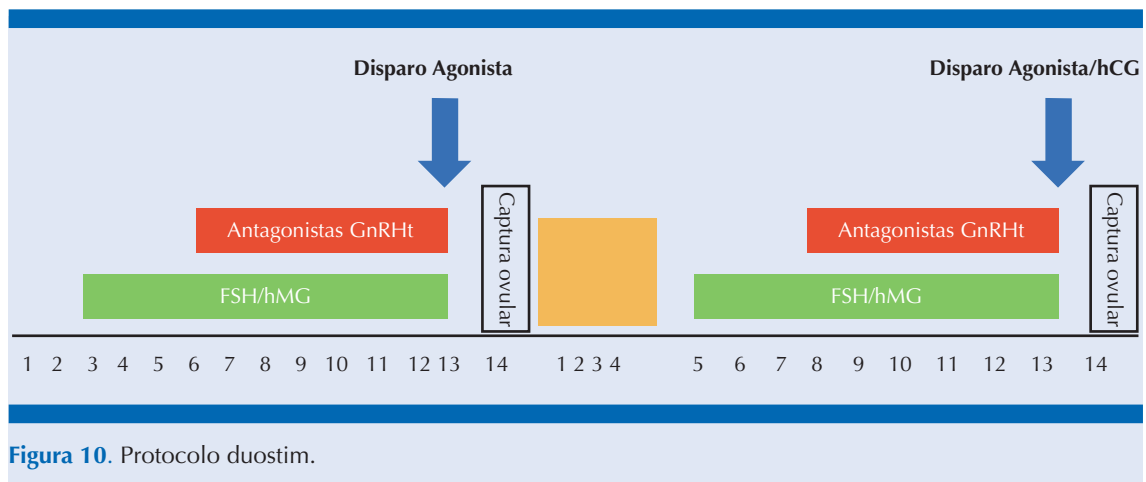 Disparo Agonista
Disparo Agonista/hCG
Antagonistas GnRHt
FSH/hMG
Captura ovular
Antagonistas GnRHt
FSH/hMG
Captura ovular
1 2 3 4 5 6 7 8 9 10 11 12 13 14 1 2 3 4 5 6 7 8 9 10 11 12 13 14
Figura 10. Protocolo duostim.